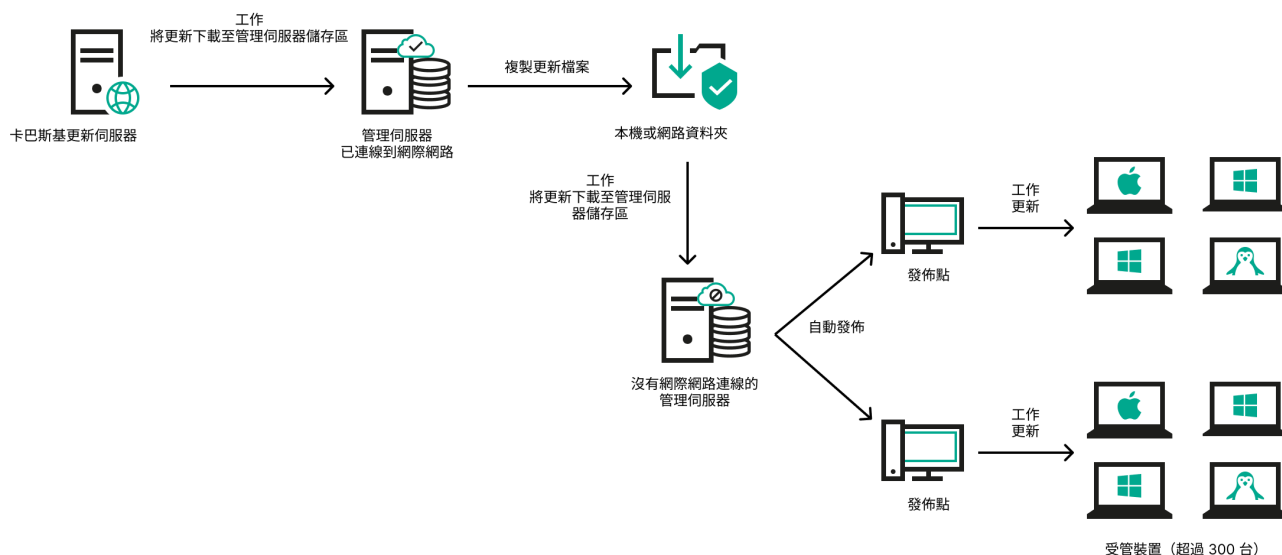 工作
將更新下載至管理伺服器儲存區
卡巴斯基更新伺服器
管理伺服器
已連線到網際網路
複製更新檔案
本機或網路資料夾
工作
將更新下載至管理伺服
器儲存區
沒有網際網路連線的
管理伺服器
自動發佈
發佈點
工作
更新
發佈點
工作
更新
受管裝置（超過 300 台）